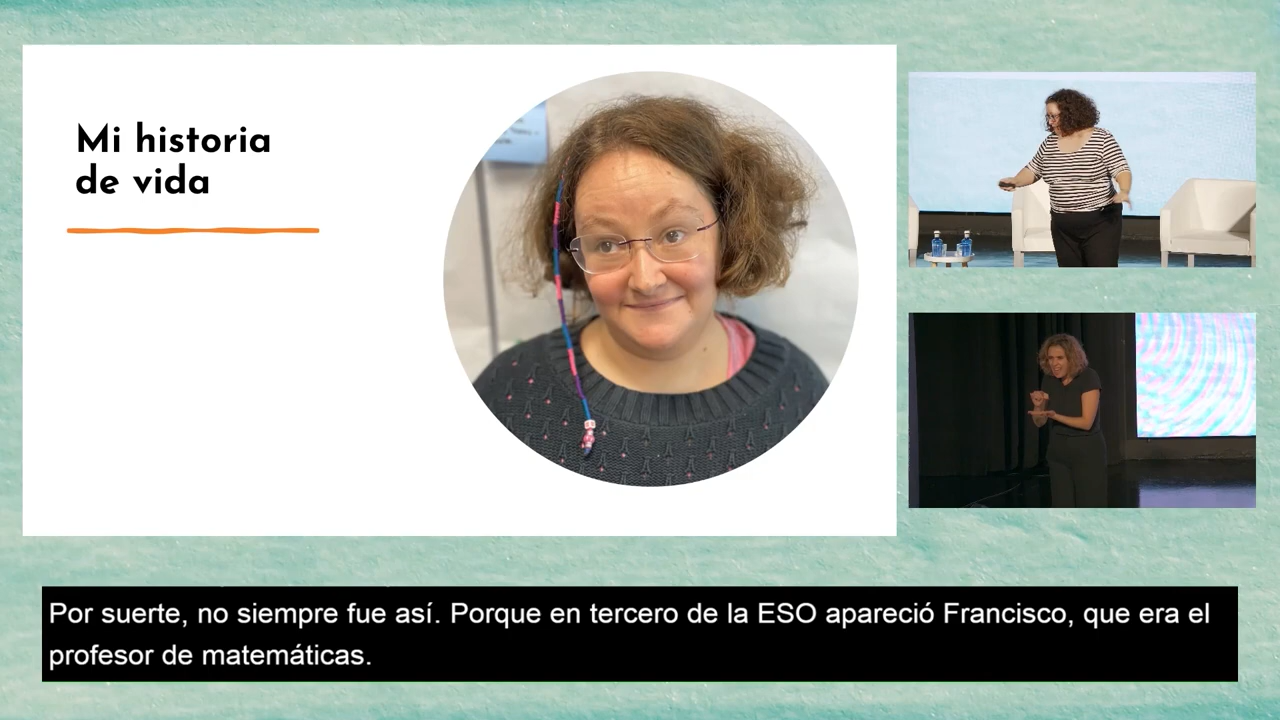 Mi historia
de vida
Por suerte, no siempre fue así. Porque en tercero de la ESO apareció Francisco, que era el
profesor de matemáticas.